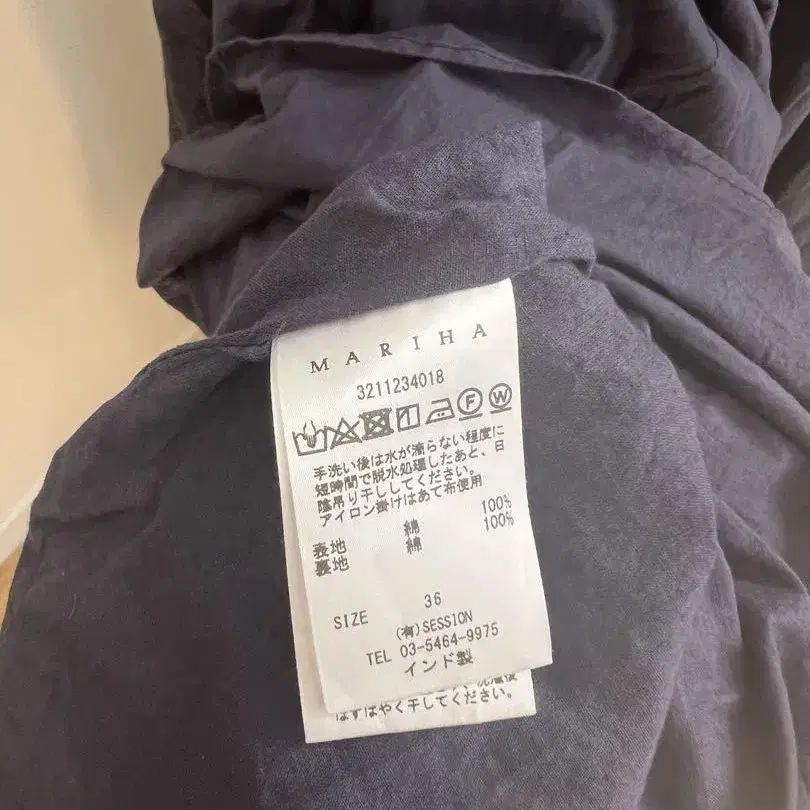 MARIHA
3211234018
F W
手洗い後は水が滴らない程度に
短時間で脱水処理したあと、日
陰吊り干ししてください。
アイロン掛けはあて布使用
表地 綿 100%
裏地 綿 100%
SIZE 36
(有)SESSION
TEL 03-5464-9975
インド製
はすばやく干してください。